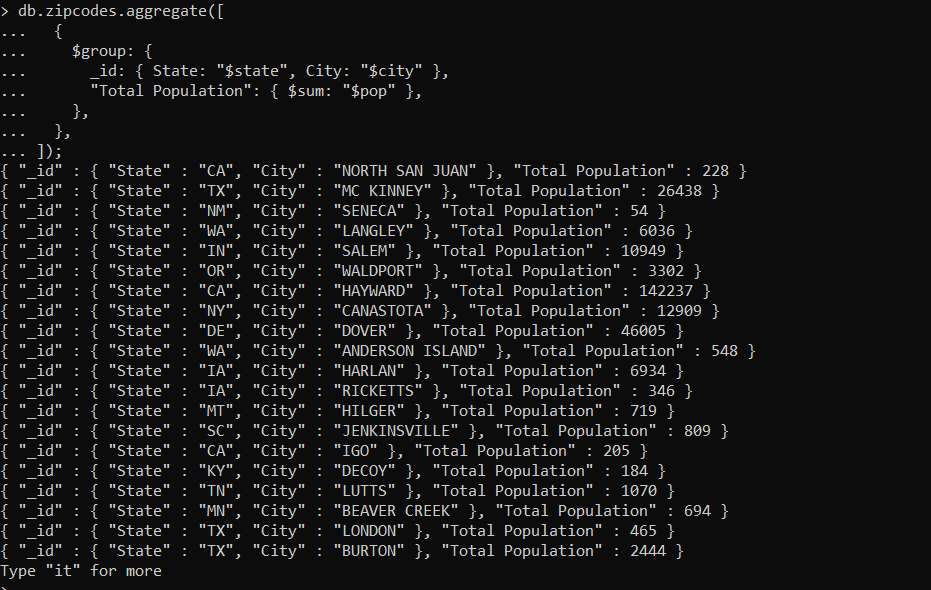 > db.zipcodes.aggregate([
...   {
...     $group: {
...       _id: { State: "$state", City: "$city" },
...       "Total Population": { $sum: "$pop" },
...     },
...   },
... ]);
{ "_id" : { "State" : "CA", "City" : "NORTH SAN JUAN" }, "Total Population" : 228 }
{ "_id" : { "State" : "TX", "City" : "MC KINNEY" }, "Total Population" : 26438 }
{ "_id" : { "State" : "NM", "City" : "SENECA" }, "Total Population" : 54 }
{ "_id" : { "State" : "WA", "City" : "LANGLEY" }, "Total Population" : 6036 }
{ "_id" : { "State" : "IN", "City" : "SALEM" }, "Total Population" : 10949 }
{ "_id" : { "State" : "OR", "City" : "WALDPORT" }, "Total Population" : 3302 }
{ "_id" : { "State" : "CA", "City" : "HAYWARD" }, "Total Population" : 142237 }
{ "_id" : { "State" : "NY", "City" : "CANASTOTA" }, "Total Population" : 12909 }
{ "_id" : { "State" : "DE", "City" : "DOVER" }, "Total Population" : 46005 }
{ "_id" : { "State" : "WA", "City" : "ANDERSON ISLAND" }, "Total Population" : 548 }
{ "_id" : { "State" : "IA", "City" : "HARLAN" }, "Total Population" : 6934 }
{ "_id" : { "State" : "IA", "City" : "RICKETTS" }, "Total Population" : 346 }
{ "_id" : { "State" : "MT", "City" : "HILGER" }, "Total Population" : 719 }
{ "_id" : { "State" : "SC", "City" : "JENKINSVILLE" }, "Total Population" : 809 }
{ "_id" : { "State" : "CA", "City" : "IGO" }, "Total Population" : 205 }
{ "_id" : { "State" : "KY", "City" : "DECOY" }, "Total Population" : 184 }
{ "_id" : { "State" : "TN", "City" : "LUTTS" }, "Total Population" : 1070 }
{ "_id" : { "State" : "MN", "City" : "BEAVER CREEK" }, "Total Population" : 694 }
{ "_id" : { "State" : "TX", "City" : "LONDON" }, "Total Population" : 465 }
{ "_id" : { "State" : "TX", "City" : "BURTON" }, "Total Population" : 2444 }
Type "it" for more